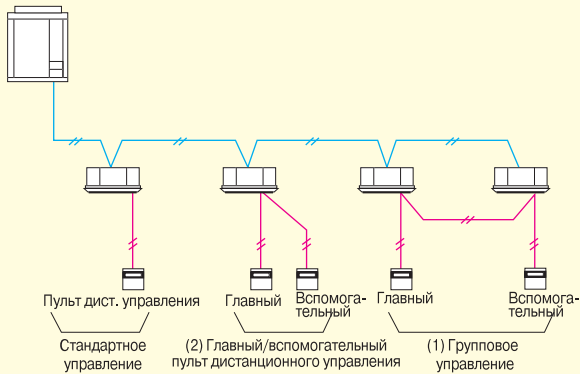 Пульт дист. управления
Главный
Вспомога-
тельный
Главный
Вспомога-
тельный
Стандартное
управление
(2) Главный/вспомогательный
пульт дистанционного управления
(1) Групповое
управление